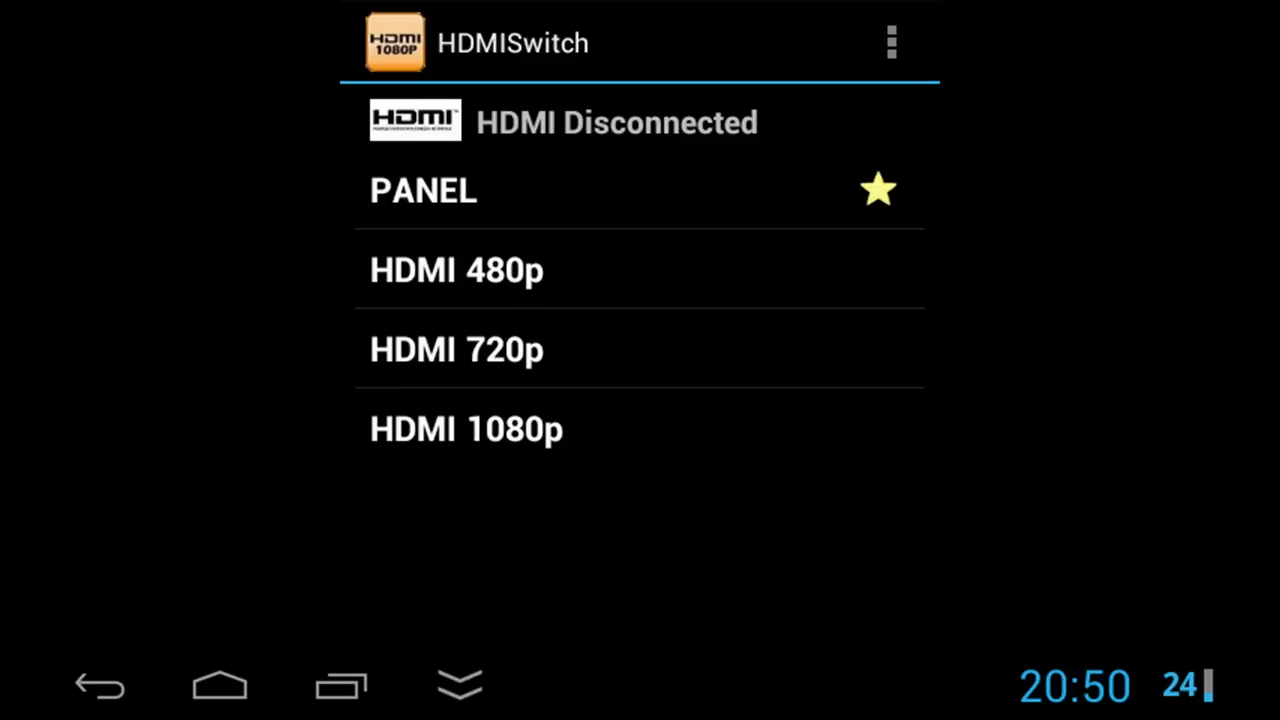 HDMI
1080P
HDMISwitch
HDMI
HDMI Disconnected
PANEL
HDMI 480p
HDMI 720p
HDMI 1080p
20:50
24